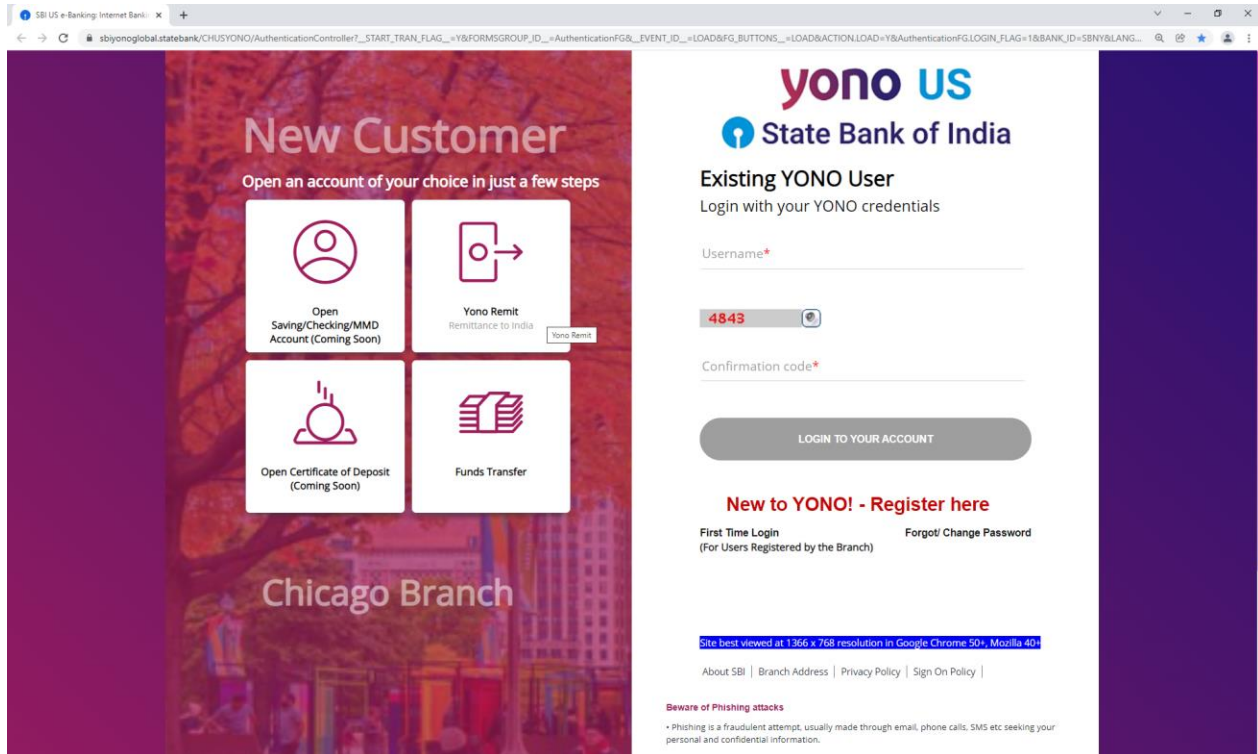 SBI US e-Banking: Internet Bankin
sbiyonoglobal.statebank/CHUSYONO/AuthenticationController?__START_TRAN_FLAG__=Y&FORMSGROUP_ID__=AuthenticationFG&__EVENT_ID__=LOAD&FG_BUTTONS__=LOAD&ACTION.LOAD=Y&AuthenticationFG.LOGIN_FLAG=1&BANK_ID=SBNY&LANG...
New Customer
Open an account of your choice in just a few steps
Open
Saving/Checking/MMD
Account (Coming Soon)
Yono Remit
Remittance to India
Yono Remit
Open Certificate of Deposit
(Coming Soon)
Funds Transfer
Chicago Branch
yono US
State Bank of India
Existing YONO User
Login with your YONO credentials
Username*
4843
Confirmation code*
LOGIN TO YOUR ACCOUNT
New to YONO! - Register here
First Time Login
(For Users Registered by the Branch)
Forgot/ Change Password
Site best viewed at 1366 x 768 resolution in Google Chrome 50+, Mozilla 40+
About SBI | Branch Address | Privacy Policy | Sign On Policy |
Beware of Phishing attacks
• Phishing is a fraudulent attempt, usually made through email, phone calls, SMS etc seeking your
personal and confidential information.